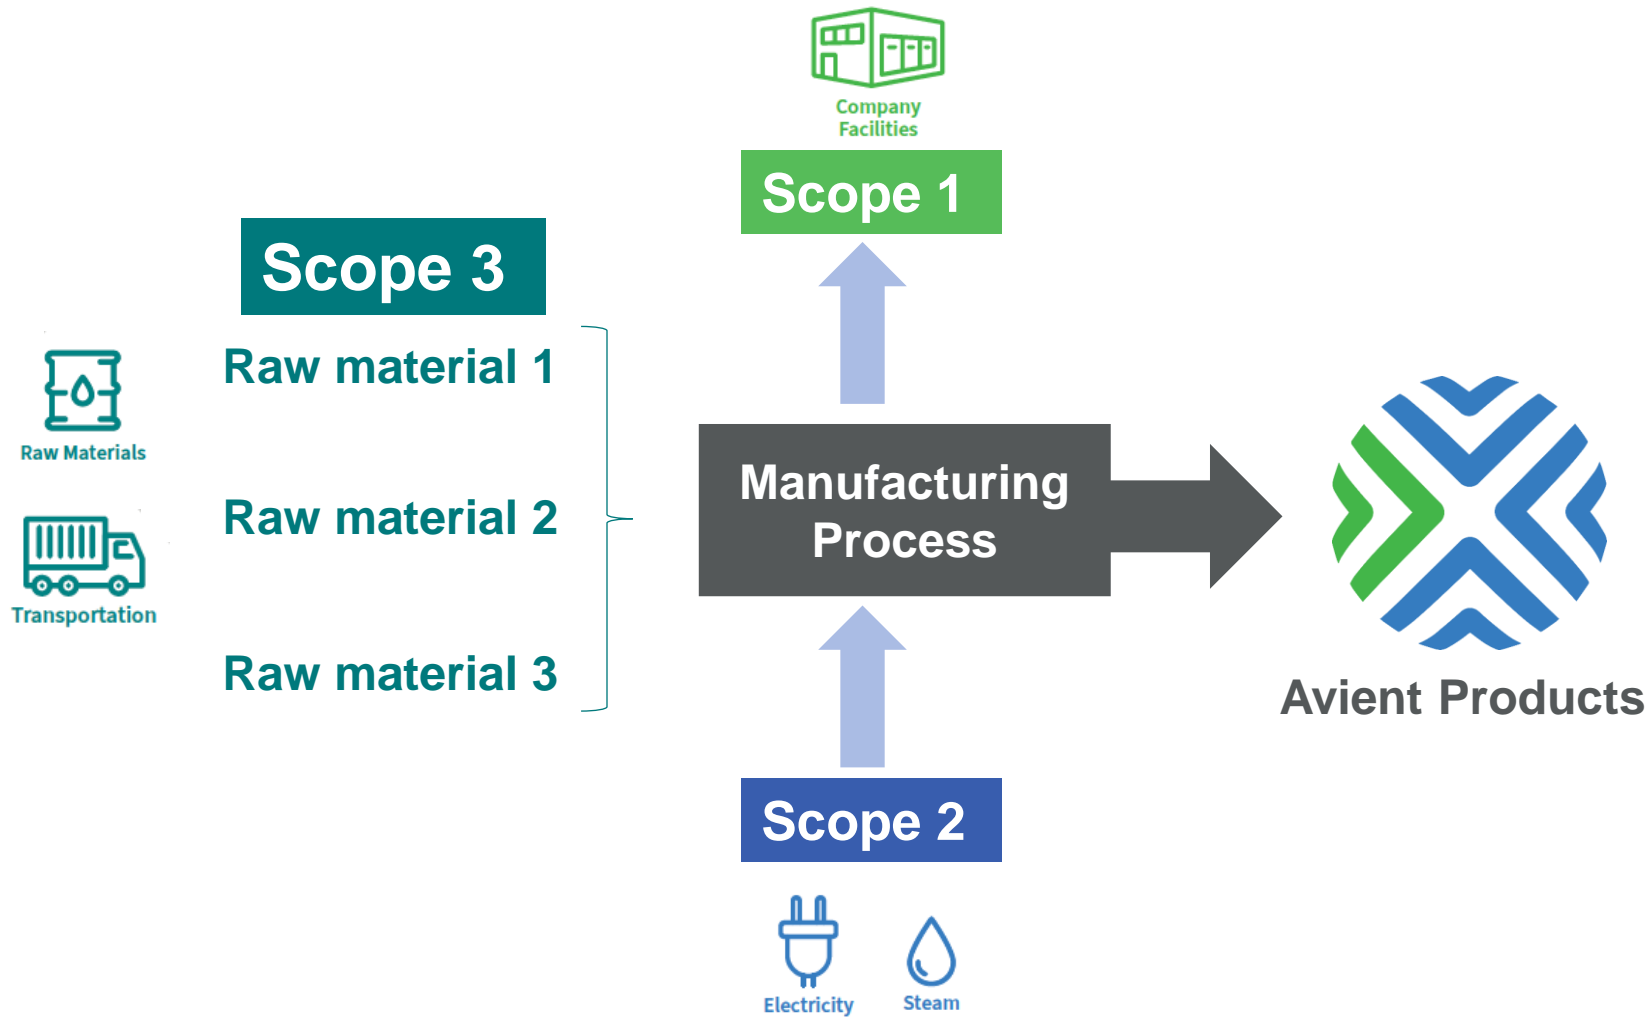 Company
Facilities
Scope 1
Scope 3
Raw material 1
Raw Materials
Raw material 2
Transportation
Raw material 3
Manufacturing
Process
Avient Products
Scope 2
Electricity
Steam